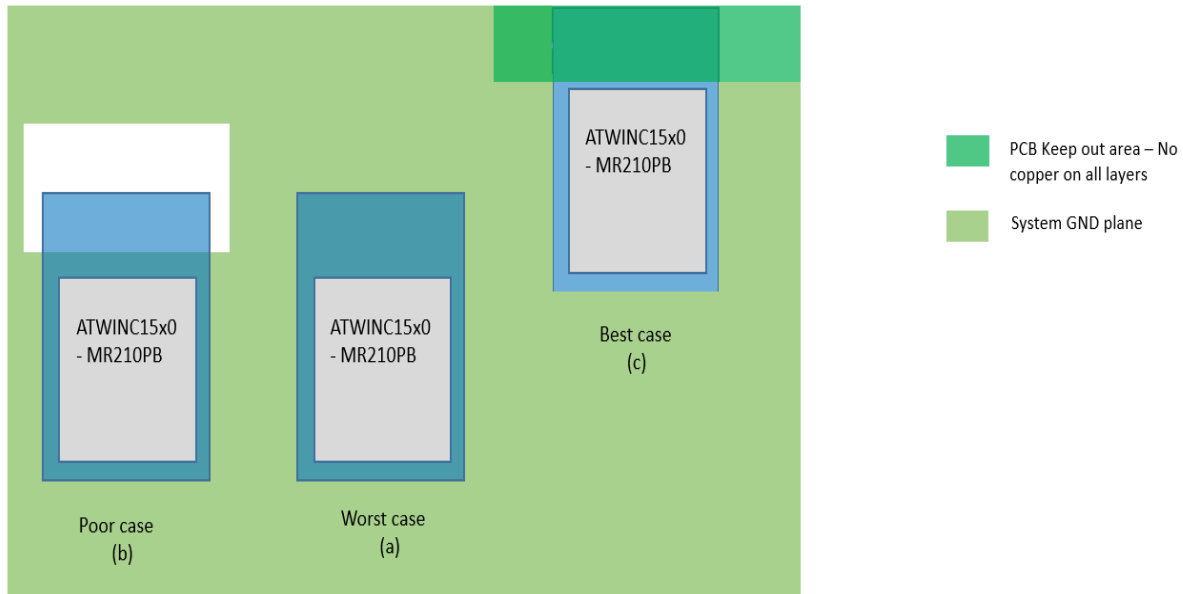 ATWINC15x0
- MR210PB
Poor case
(b)
ATWINC15x0
- MR210PB
Worst case
(a)
ATWINC15x0
- MR210PB
Best case
(c)
PCB Keep out area – No
copper on all layers
System GND plane